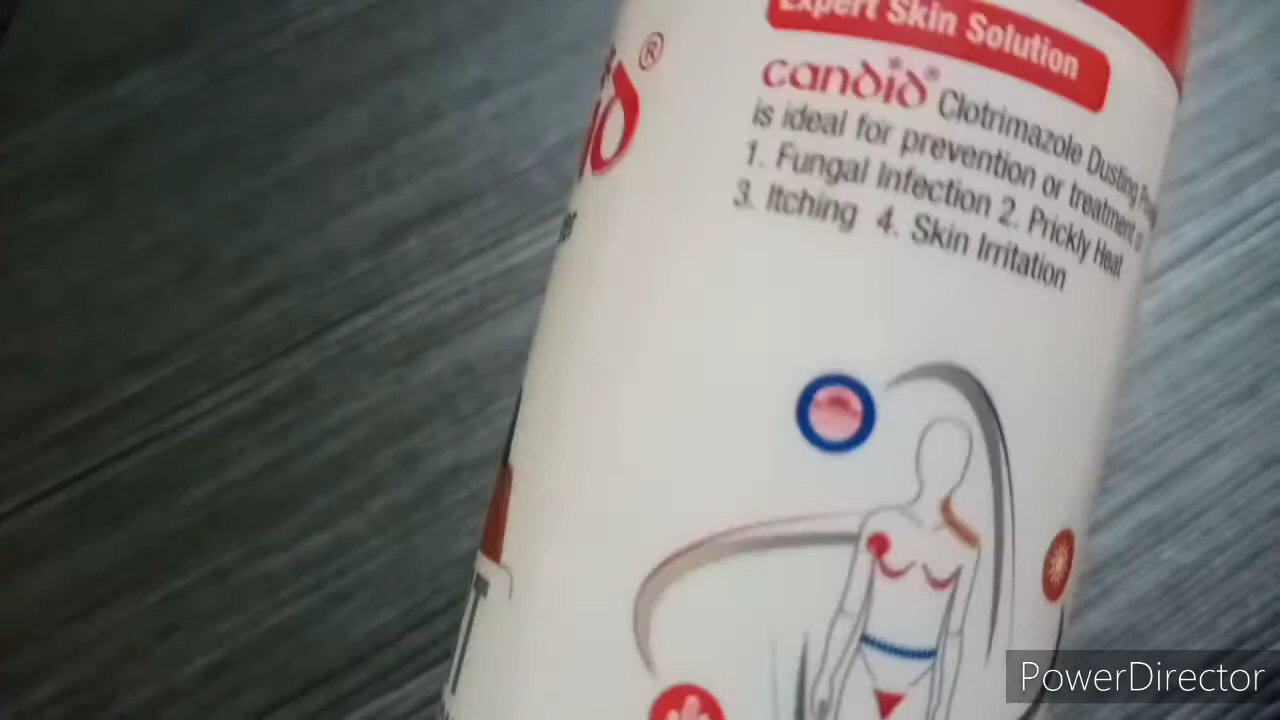 Expert Skin Solution
candid® Clotrimazole Dusting
is ideal for prevention or treatment
1. Fungal Infection 2. Prickly Heat
3. Itching 4. Skin Irritation
PowerDirector